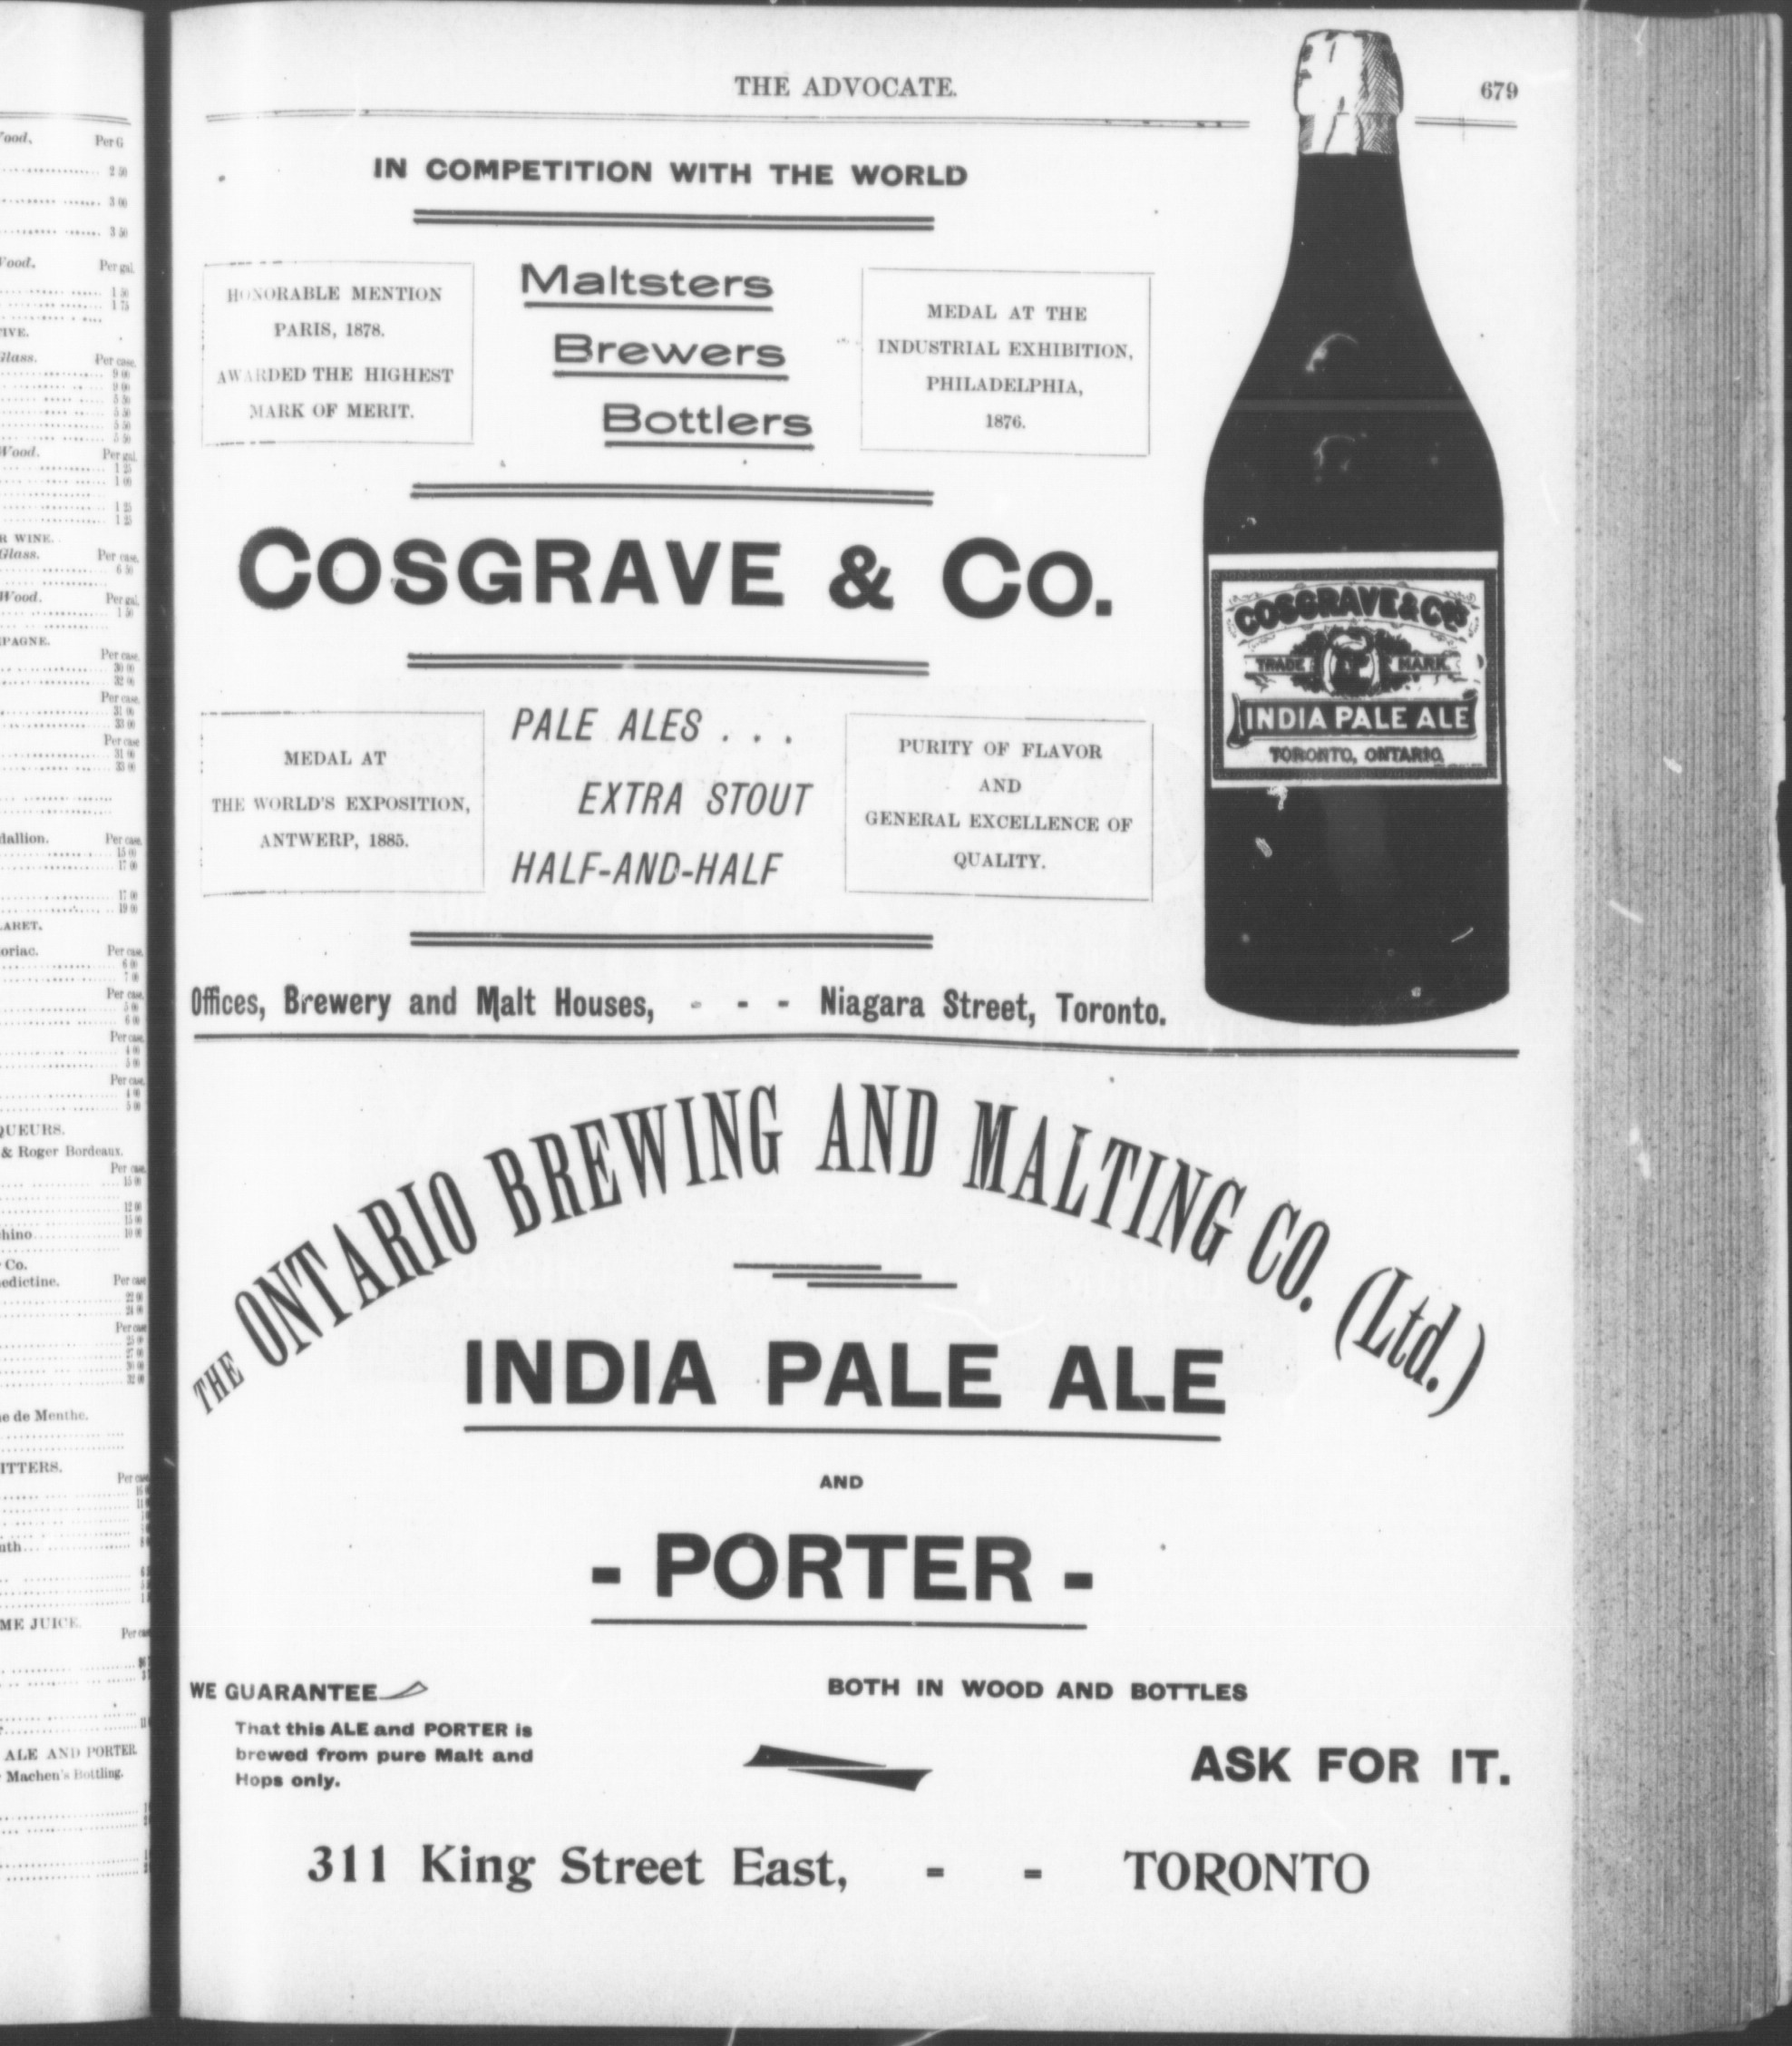 THE ADVOCATE.
679
IN COMPETITION WITH THE WORLD
HONORABLE MENTION
PARIS, 1878.
AWARDED THE HIGHEST
MARK OF MERIT.
Maltsters
Brewers
Bottlers
MEDAL AT THE
INDUSTRIAL EXHIBITION,
PHILADELPHIA,
1876.
COSGRAVE & CO.
MEDAL AT
THE WORLD'S EXPOSITION,
ANTWERP, 1885.
PALE ALES . . .
EXTRA STOUT
HALF-AND-HALF
PURITY OF FLAVOR
AND
GENERAL EXCELLENCE OF
QUALITY.
COSGRAVE & CO'S
TRADE MARK
INDIA PALE ALE
TORONTO, ONTARIO.
Offices, Brewery and Malt Houses, - - - Niagara Street, Toronto.
THE ONTARIO BREWING AND MALTING CO. (Ltd.)
INDIA PALE ALE
AND
- PORTER -
WE GUARANTEE
That this ALE and PORTER is
brewed from pure Malt and
Hops only.
BOTH IN WOOD AND BOTTLES
ASK FOR IT.
311 King Street East, - - TORONTO